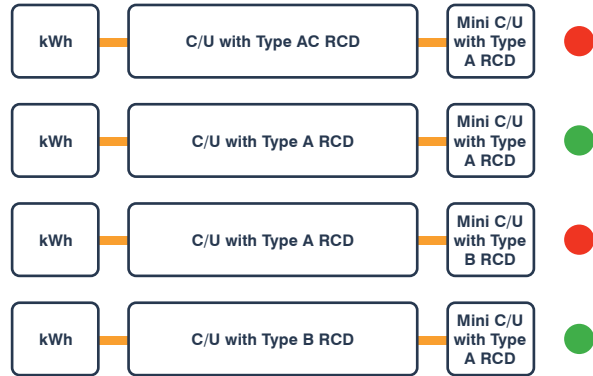 kWh
C/U with Type AC RCD
Mini C/U
with Type
A RCD
kWh
C/U with Type A RCD
Mini C/U
with Type
A RCD
kWh
C/U with Type A RCD
Mini C/U
with Type
B RCD
kWh
C/U with Type B RCD
Mini C/U
with Type
A RCD